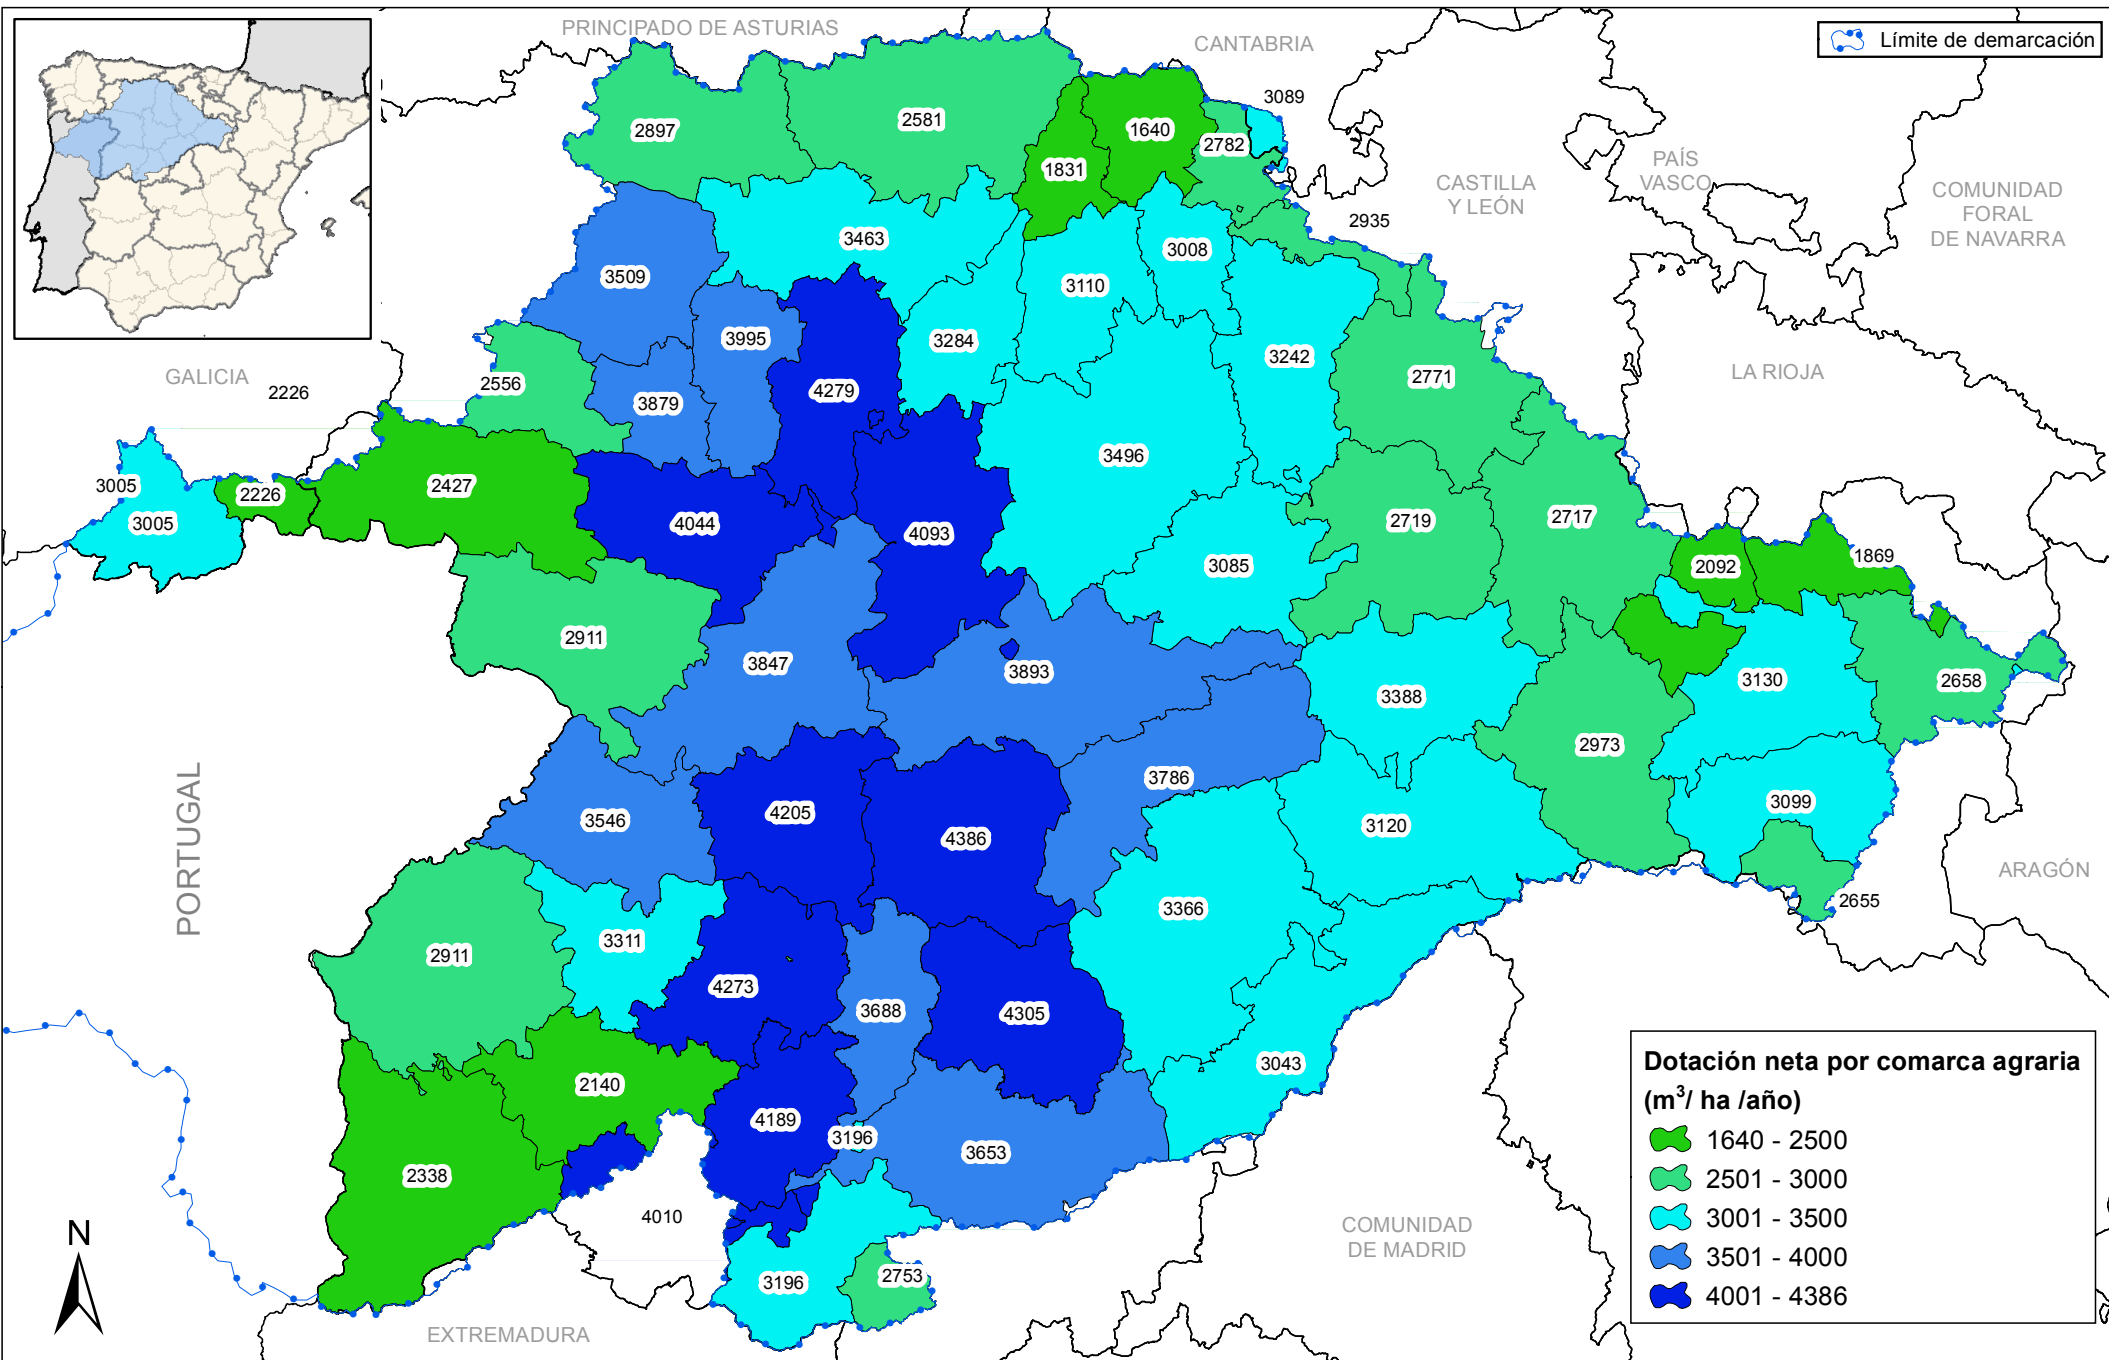 PRINCIPADO DE ASTURIAS
CANTABRIA
Límite de demarcación
3089
2897
2581
1640
2782
1831
PAÍS
VASCO
CASTILLA
Y LEÓN
COMUNIDAD
FORAL
DE NAVARRA
2935
3463
3008
3509
3110
3995
3284
3242
GALICIA
2226
2556
3879
4279
2771
LA RIOJA
3496
3005
2427
2226
3005
4044
4093
2719
2717
3085
2092
1869
2911
3847
3893
3388
3130
2658
2973
PORTUGAL
3546
4205
4386
3786
3120
3099
ARAGÓN
2655
2911
3311
3366
4273
3688
4305
3043
2140
4189
3196
3653
2338
4010
COMUNIDAD
DE MADRID
3196
2753
EXTREMADURA
N
Dotación neta por comarca agraria
(m³/ ha /año)
1640 - 2500
2501 - 3000
3001 - 3500
3501 - 4000
4001 - 4386